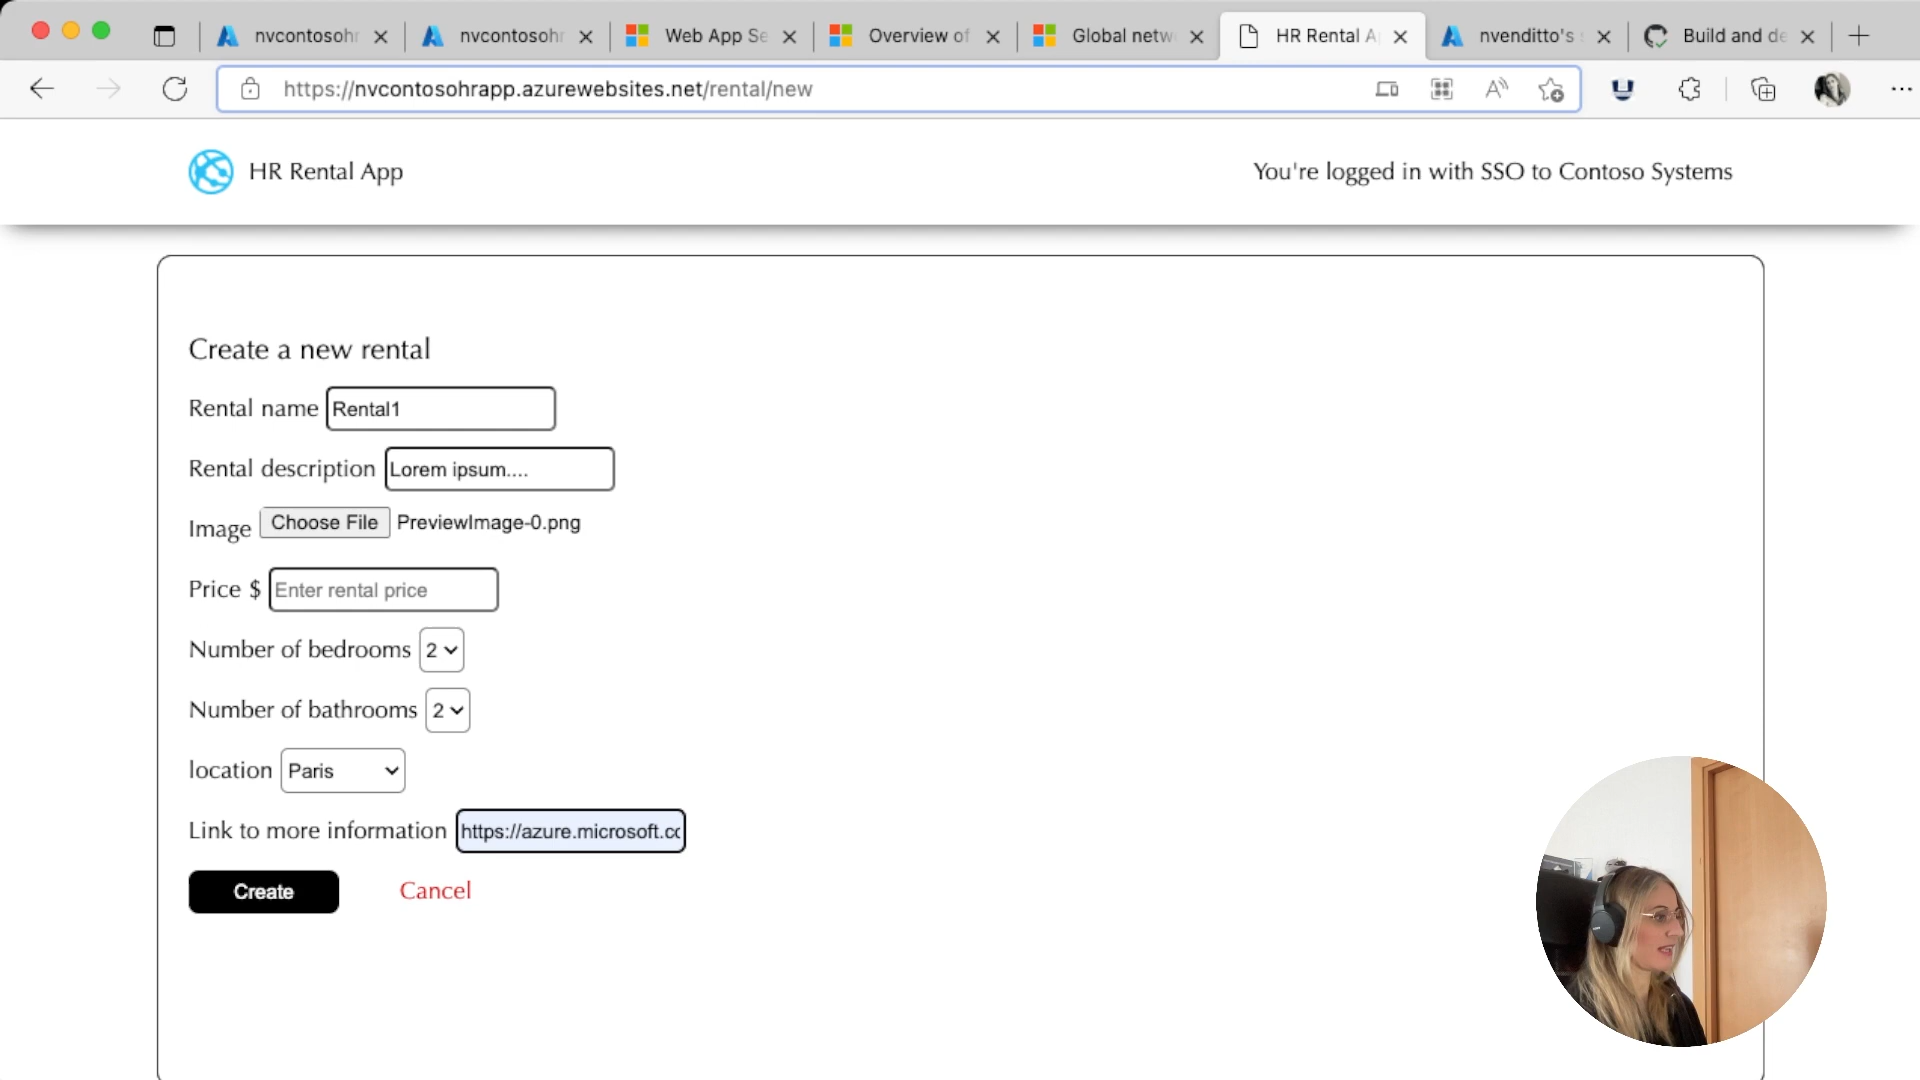 nvcontosohr
nvcontosohr
Web App Se
Overview of
Global netw
HR Rental A
nvenditto's
Build and de
https://nvcontosohrapp.azurewebsites.net/rental/new
HR Rental App
You're logged in with SSO to Contoso Systems
Create a new rental
Rental name Rental1
Rental description Lorem ipsum....
Image Choose File PreviewImage-0.png
Price $ Enter rental price
Number of bedrooms 2
Number of bathrooms 2
location Paris
Link to more information https://azure.microsoft.co
Create Cancel